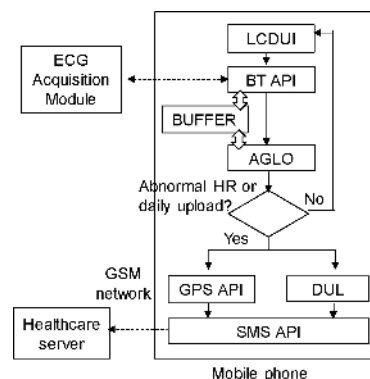 LCDUI
ECG
Acquisition
Module
BT API
BUFFER
AGLO
Abnormal HR or
daily upload?
No
Yes
GSM
network
GPS API
DUL
Healthcare
server
SMS API
Mobile phone